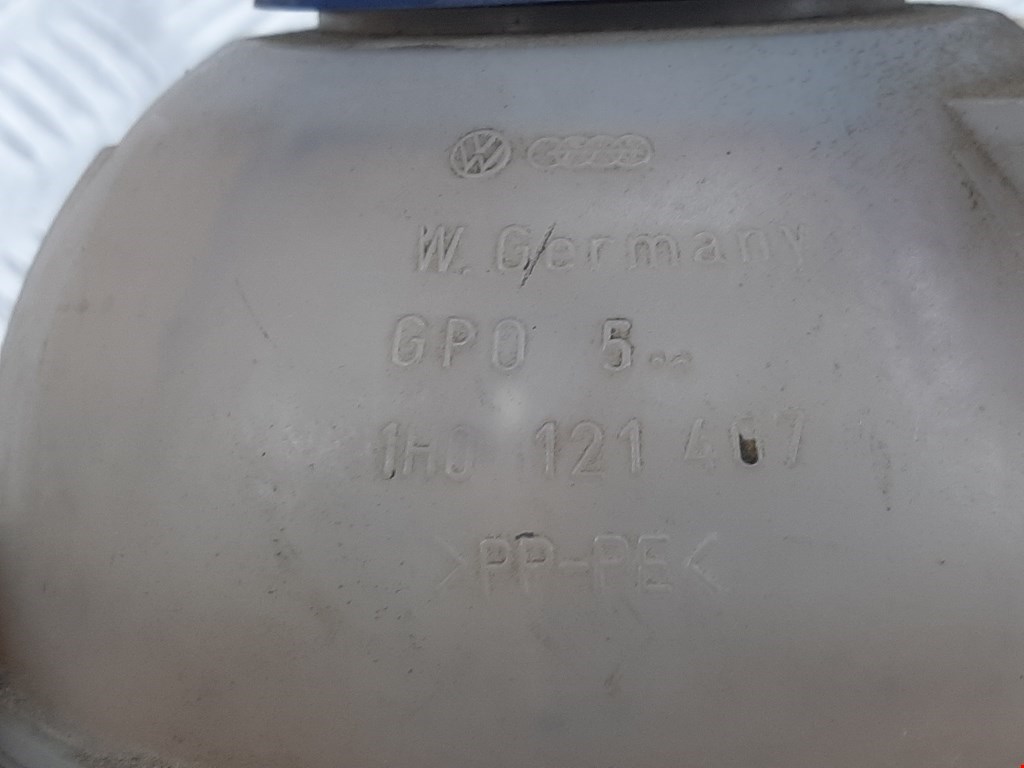 W. Germany
GPO 5..
1H0 121 407
>PP-PE<